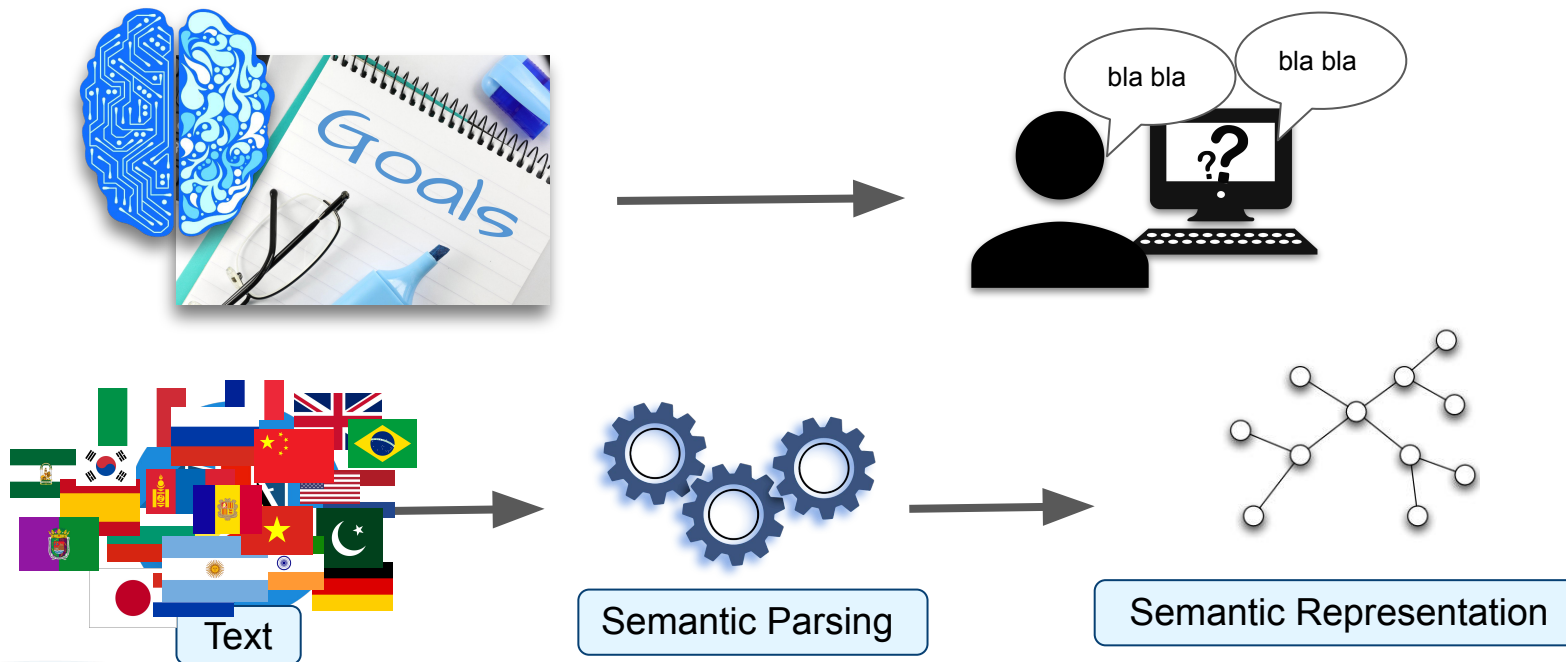 bla bla
bla bla
Goals
??
Text
Semantic Parsing
Semantic Representation